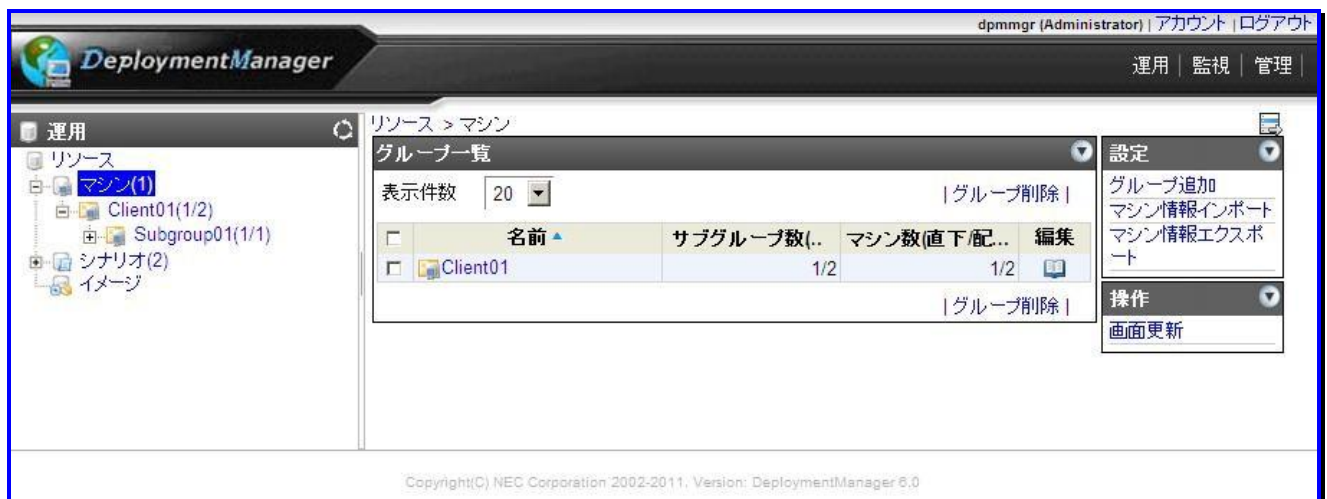 dpmmgr (Administrator) | アカウント | ログアウト
DeploymentManager
運用 | 監視 | 管理 |
運用
リソース
マシン(1)
Client01(1/2)
Subgroup01(1/1)
シナリオ(2)
イメージ
リソース > マシン
グループ一覧
表示件数 20
| グループ削除 |
名前 サブグループ数(.. マシン数(直下/配... 編集
Client01 1/2 1/2
| グループ削除 |
設定
グループ追加
マシン情報インポート
マシン情報エクスポ
ート
操作
画面更新
Copyright(C) NEC Corporation 2002-2011. Version: DeploymentManager 6.0